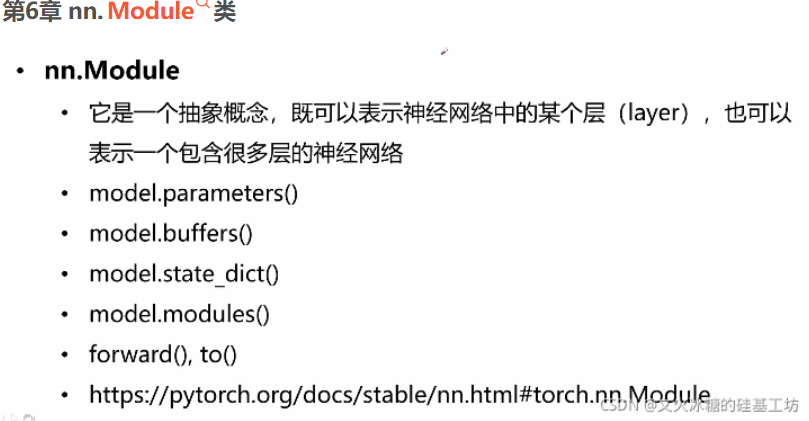 第6章 nn.Module类
• nn.Module
• 它是一个抽象概念，既可以表示神经网络中的某个层（layer），也可以
表示一个包含很多层的神经网络
• model.parameters()
• model.buffers()
• model.state_dict()
• model.modules()
• forward(), to()
• https://pytorch.org/docs/stable/nn.html#torch.nn.Module
CSDN @文火冰糖的硅基工坊